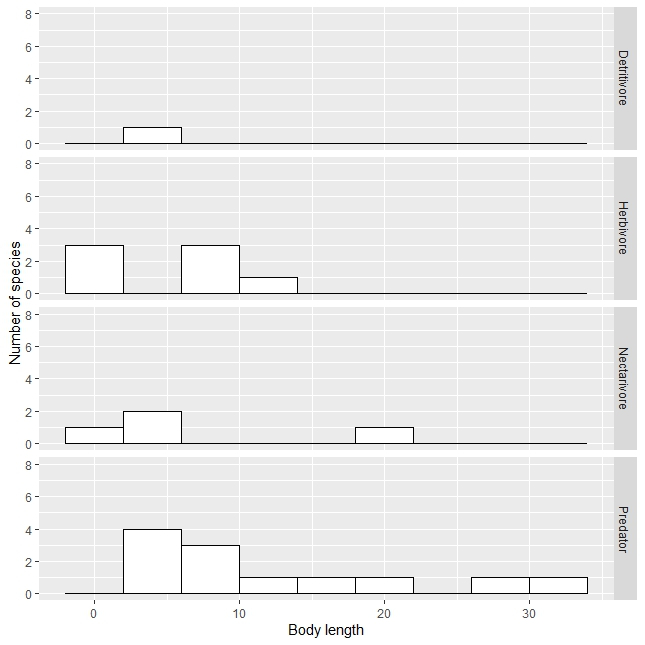 8
6
4
2
0
Detritivore
8
6
4
2
0
Herbivore
Number of species
8
6
4
2
0
Nectarivore
8
6
4
2
0
Predator
0 10 20 30
Body length